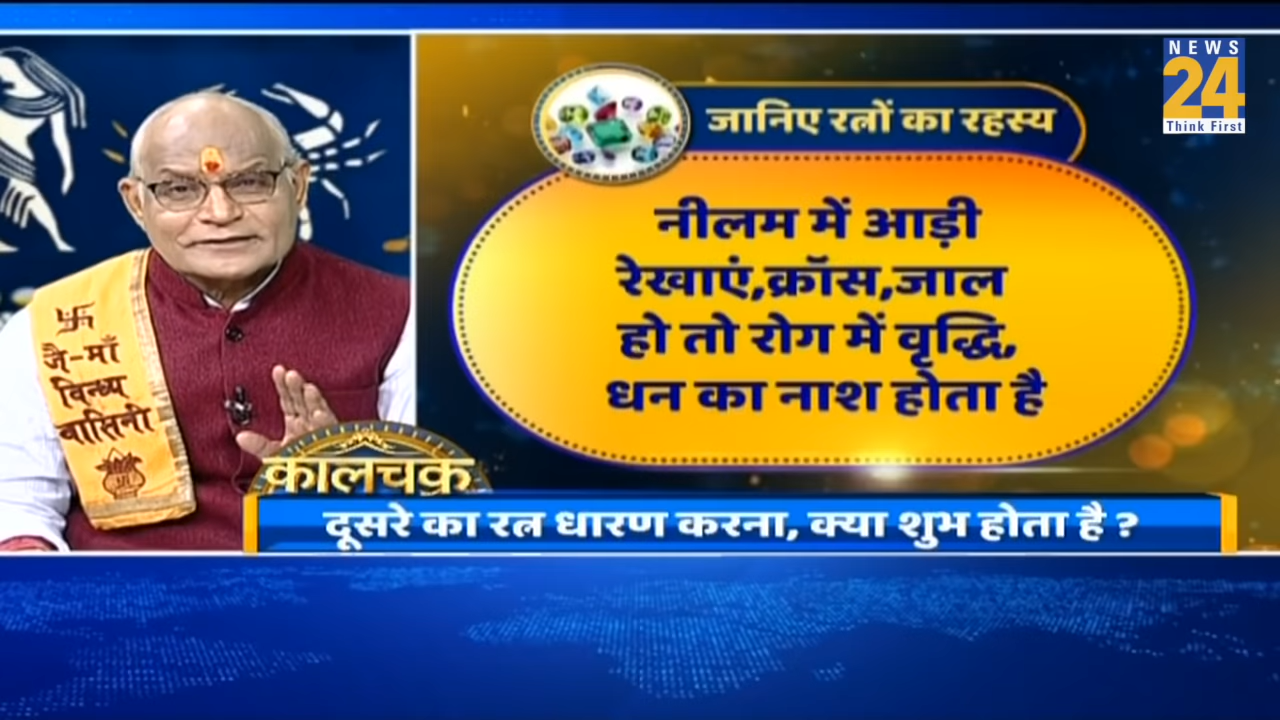 NEWS
24
Think First
जानिए रत्नों का रहस्य
नीलम में आड़ी
रेखाएं,क्रॉस,जाल
हो तो रोग में वृद्धि,
धन का नाश होता है
जै-माँ
विन्ध्य
वासिनी
कालचक्र
दूसरे का रत्न धारण करना, क्या शुभ होता है ?